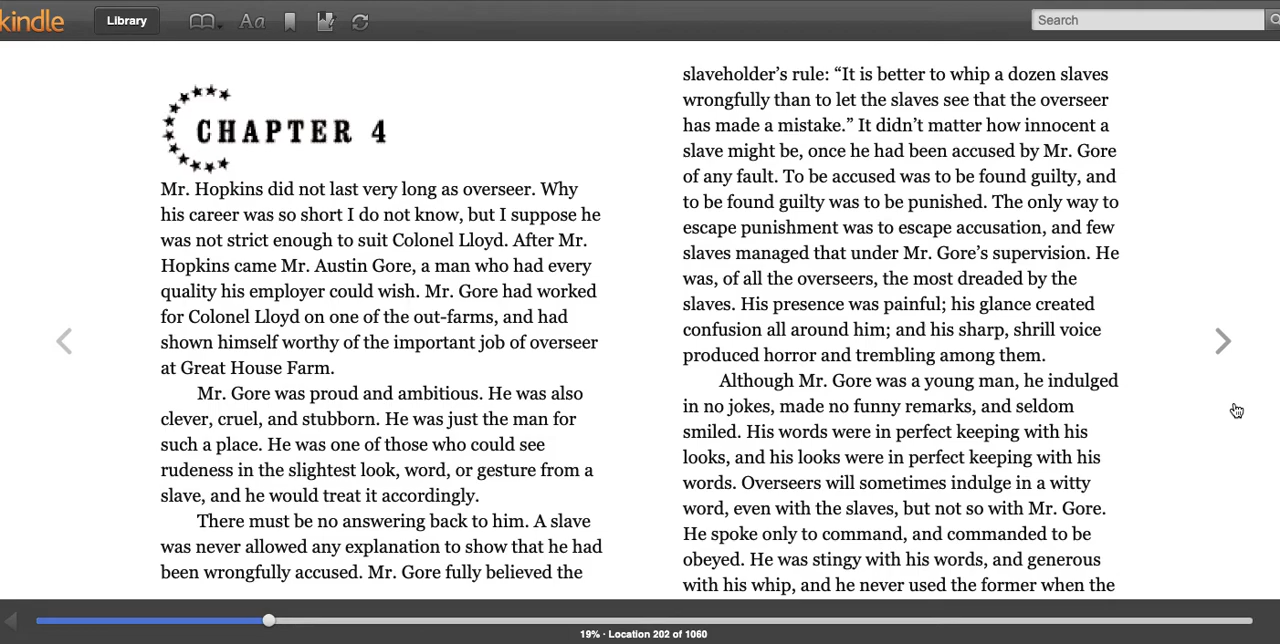 kindle
Library
Aa
Search
CHAPTER 4
Mr. Hopkins did not last very long as overseer. Why
his career was so short I do not know, but I suppose he
was not strict enough to suit Colonel Lloyd. After Mr.
Hopkins came Mr. Austin Gore, a man who had every
quality his employer could wish. Mr. Gore had worked
for Colonel Lloyd on one of the out-farms, and had
shown himself worthy of the important job of overseer
at Great House Farm.
Mr. Gore was proud and ambitious. He was also
clever, cruel, and stubborn. He was just the man for
such a place. He was one of those who could see
rudeness in the slightest look, word, or gesture from a
slave, and he would treat it accordingly.
There must be no answering back to him. A slave
was never allowed any explanation to show that he had
been wrongfully accused. Mr. Gore fully believed the
slaveholder’s rule: “It is better to whip a dozen slaves
wrongfully than to let the slaves see that the overseer
has made a mistake.” It didn’t matter how innocent a
slave might be, once he had been accused by Mr. Gore
of any fault. To be accused was to be found guilty, and
to be found guilty was to be punished. The only way to
escape punishment was to escape accusation, and few
slaves managed that under Mr. Gore’s supervision. He
was, of all the overseers, the most dreaded by the
slaves. His presence was painful; his glance created
confusion all around him; and his sharp, shrill voice
produced horror and trembling among them.
Although Mr. Gore was a young man, he indulged
in no jokes, made no funny remarks, and seldom
smiled. His words were in perfect keeping with his
looks, and his looks were in perfect keeping with his
words. Overseers will sometimes indulge in a witty
word, even with the slaves, but not so with Mr. Gore.
He spoke only to command, and commanded to be
obeyed. He was stingy with his words, and generous
with his whip, and he never used the former when the
19% · Location 202 of 1060